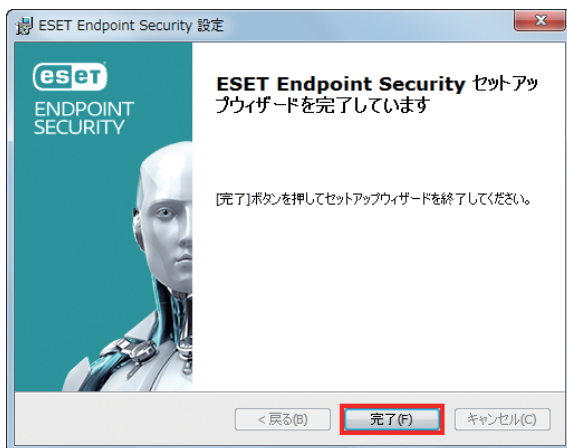 ESET Endpoint Security 設定
eset
ENDPOINT
SECURITY
ESET Endpoint Security セットアッ
プウィザードを完了しています
[完了]ボタンを押してセットアップウィザードを終了してください。
< 戻る(B)
完了(F)
キャンセル(C)